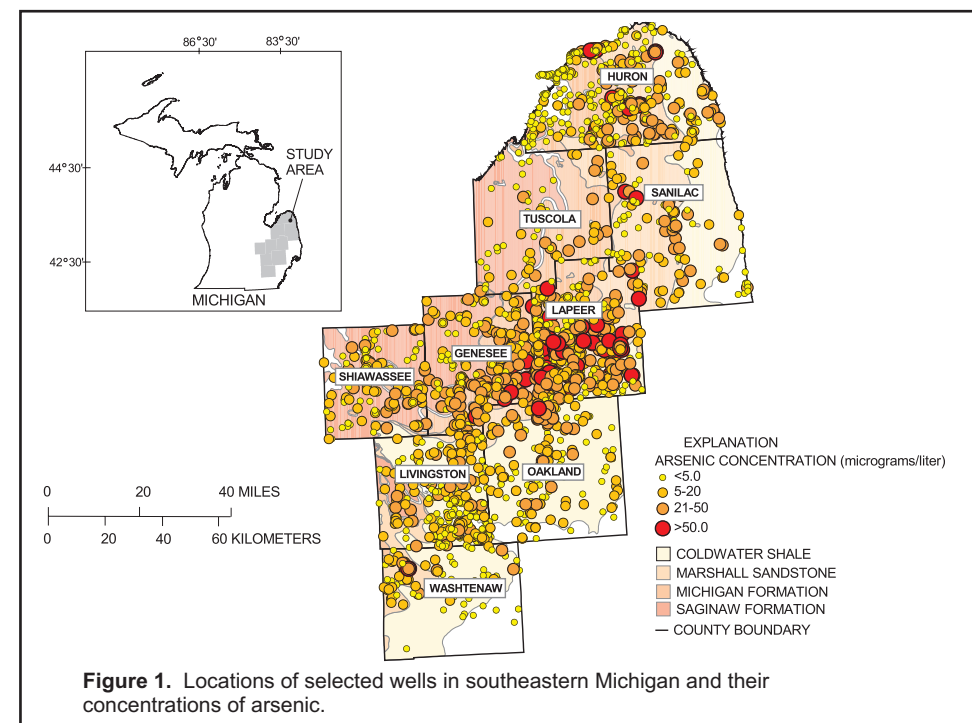 86°30'
83°30'
44°30'
42°30'
STUDY
AREA
MICHIGAN
HURON
SANILAC
TUSCOLA
LAPEER
GENESEE
SHIAWASSEE
LIVINGSTON
OAKLAND
WASHTENAW
0 20 40 MILES
0 20 40 60 KILOMETERS
EXPLANATION
ARSENIC CONCENTRATION (micrograms/liter)
<5.0
5-20
21-50
>50.0
COLDWATER SHALE
MARSHALL SANDSTONE
MICHIGAN FORMATION
SAGINAW FORMATION
COUNTY BOUNDARY
Figure 1. Locations of selected wells in southeastern Michigan and their
concentrations of arsenic.